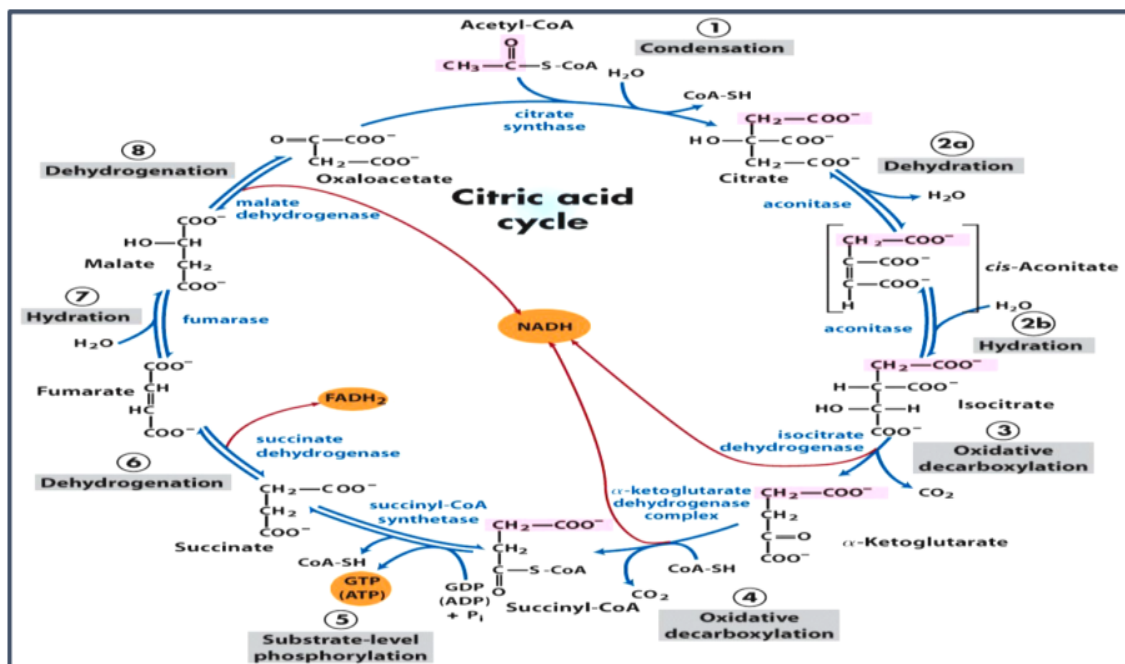 Acetyl-CoA
O
CH₃—C—S-CoA
① Condensation
H₂O
CoA-SH
citrate
synthase
CH₂—COO⁻
HO—C—COO⁻
CH₂—COO⁻
Citrate
2a
Dehydration
H₂O
aconitase
CH₂—COO⁻
C—COO⁻
C—COO⁻
H
cis-Aconitate
aconitase
H₂O
2b
Hydration
CH₂—COO⁻
H—C—COO⁻
HO—C—H
COO⁻
Isocitrate
isocitrate
dehydrogenase
③
Oxidative
decarboxylation
CO₂
CH₂—COO⁻
CH₂
C=O
COO⁻
α-Ketoglutarate
α-ketoglutarate
dehydrogenase
complex
CoA-SH
CO₂
④
Oxidative
decarboxylation
CH₂—COO⁻
CH₂
C—S-CoA
O
Succinyl-CoA
succinyl-CoA
synthetase
GDP
(ADP)
+ Pᵢ
CoA-SH
GTP
(ATP)
⑤
Substrate-level
phosphorylation
CH₂—COO⁻
CH₂
COO⁻
Succinate
succinate
dehydrogenase
FADH₂
⑥
Dehydrogenation
COO⁻
CH
HC
COO⁻
Fumarate
fumarase
H₂O
⑦
Hydration
COO⁻
HO—CH
CH₂
COO⁻
Malate
malate
dehydrogenase
⑧
Dehydrogenation
O=C—COO⁻
CH₂—COO⁻
Oxaloacetate
Citric acid
cycle
NADH